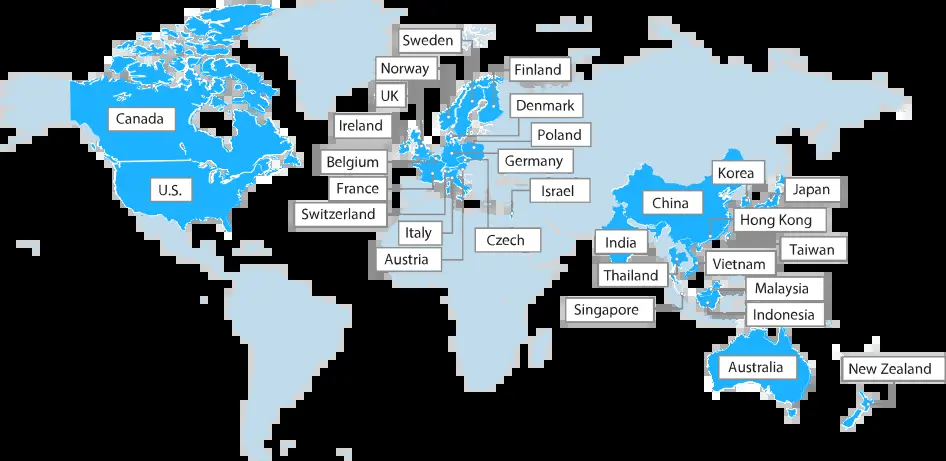 Sweden
Norway
Finland
UK
Denmark
Canada
Ireland
Poland
Belgium
Germany
Korea
France
U.S.
Israel
Japan
China
Switzerland
Hong Kong
Italy
Czech
India
Taiwan
Austria
Vietnam
Thailand
Malaysia
Singapore
Indonesia
Australia
New Zealand